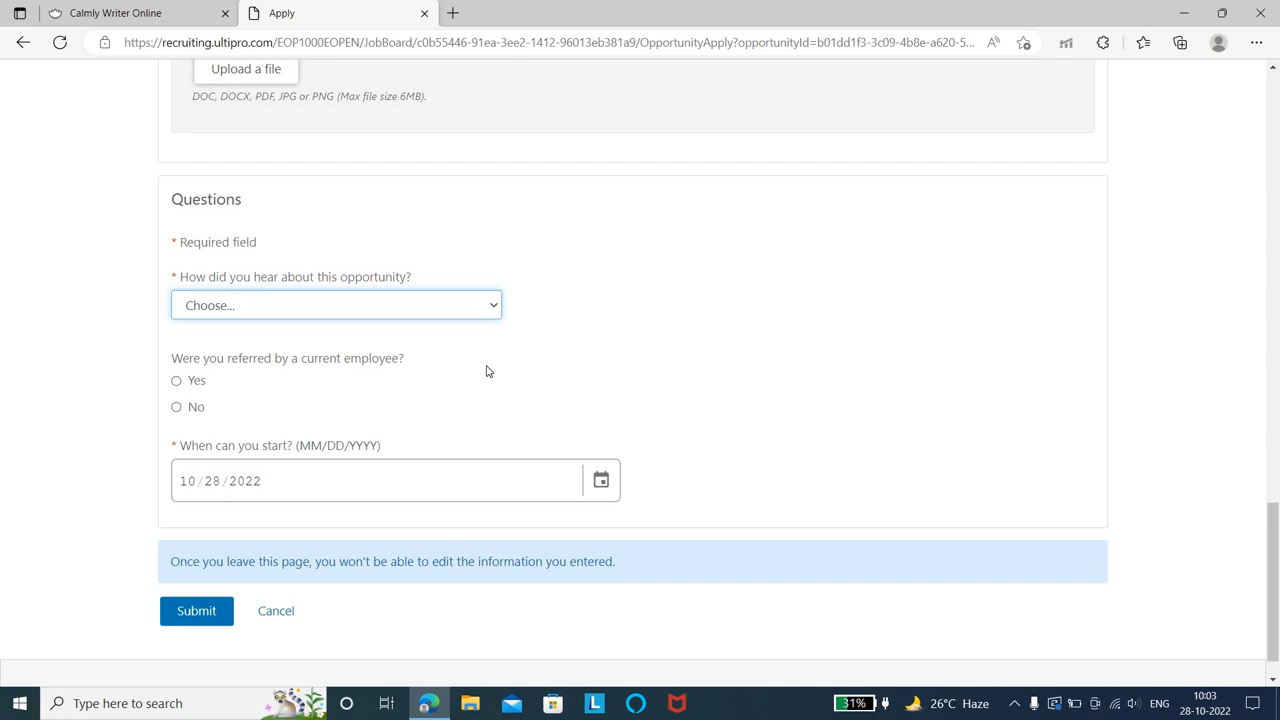 Calmly Writer Online
Apply
https://recruiting.ultipro.com/EOP1000EOPEN/JobBoard/c0b55446-91ea-3ee2-1412-96013eb381a9/OpportunityApply?opportunityId=b01dd1f3-3c09-4b8e-a620-5...
Upload a file
DOC, DOCX, PDF, JPG or PNG (Max file size 6MB).
Questions
* Required field
* How did you hear about this opportunity?
Choose...
Were you referred by a current employee?
Yes
No
* When can you start? (MM/DD/YYYY)
10/28/2022
Once you leave this page, you won't be able to edit the information you entered.
Submit Cancel
Type here to search
31% 26°C Haze ENG 10:03
28-10-2022